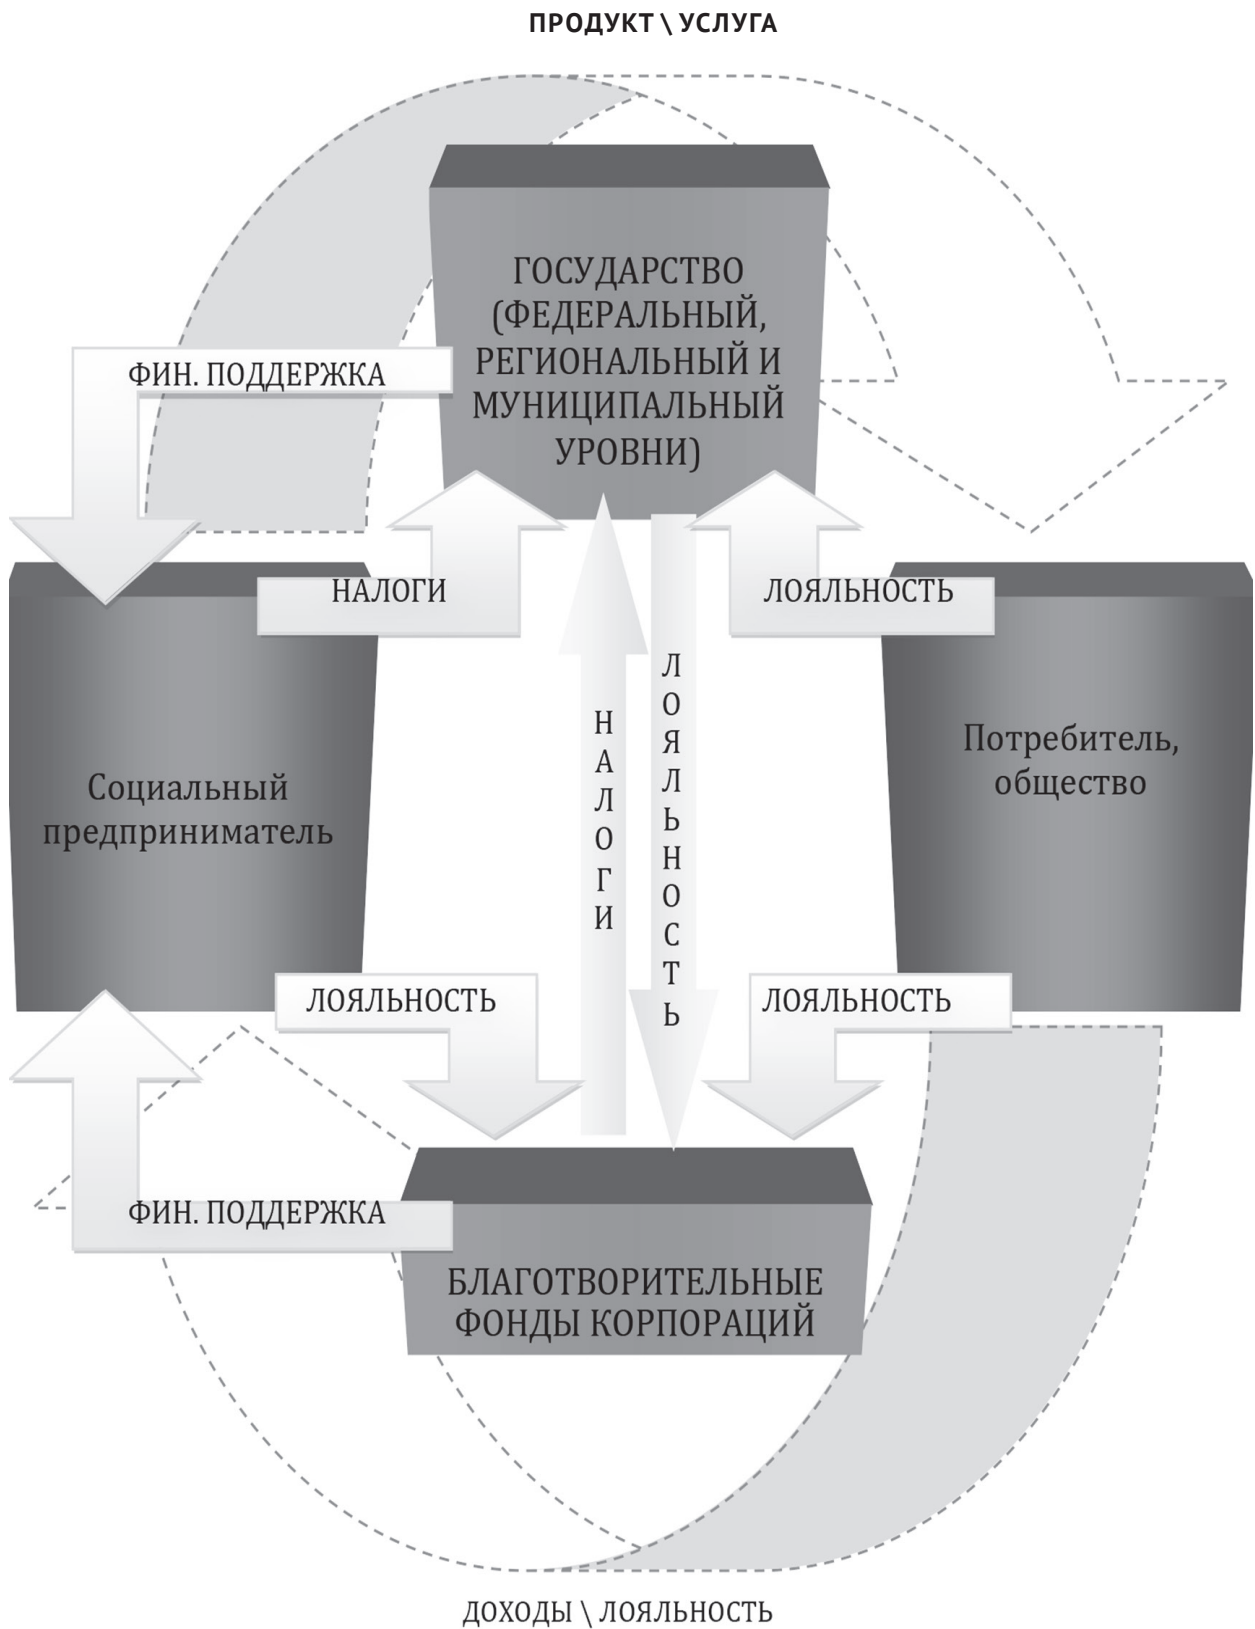 ПРОДУКТ \ УСЛУГА
ГОСУДАРСТВО
(ФЕДЕРАЛЬНЫЙ,
РЕГИОНАЛЬНЫЙ И
МУНИЦИПАЛЬНЫЙ
УРОВНИ)
ФИН. ПОДДЕРЖКА
НАЛОГИ
ЛОЯЛЬНОСТЬ
Социальный
предприниматель
НАЛОГИ
ЛОЯЛЬНОСТЬ
Потребитель,
общество
ЛОЯЛЬНОСТЬ
ЛОЯЛЬНОСТЬ
ФИН. ПОДДЕРЖКА
БЛАГОТВОРИТЕЛЬНЫЕ
ФОНДЫ КОРПОРАЦИЙ
ДОХОДЫ \ ЛОЯЛЬНОСТЬ